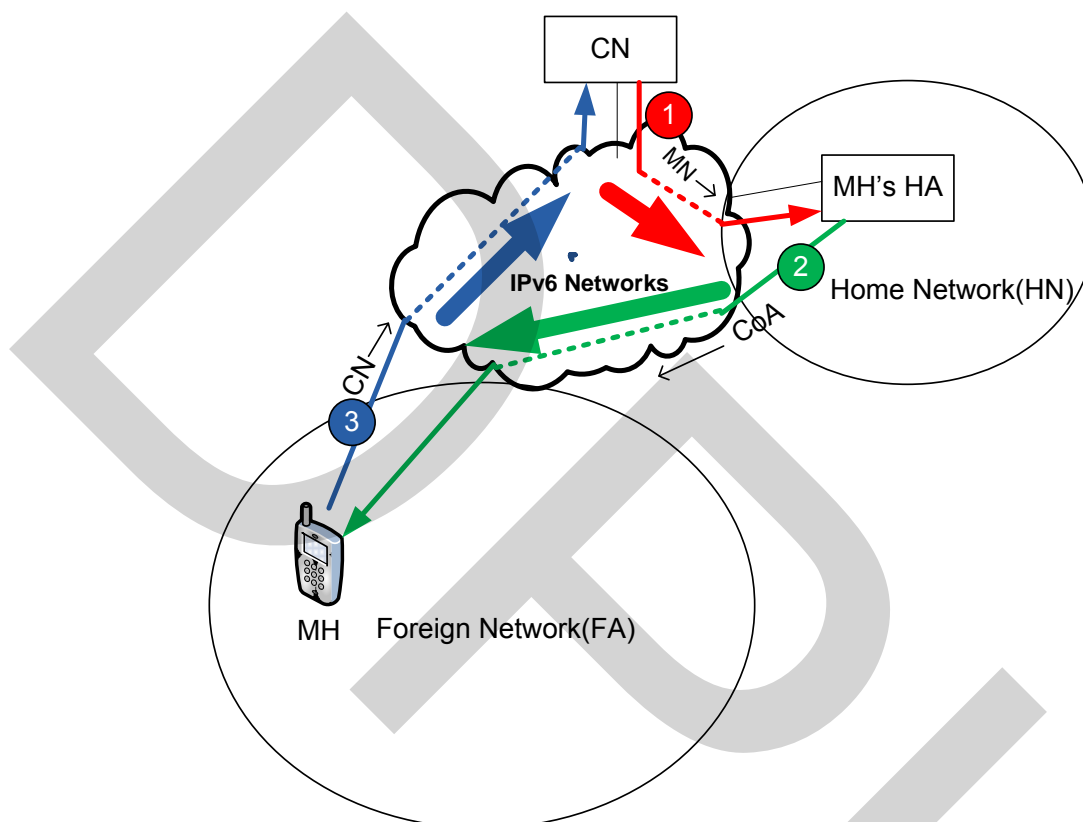 CN
1
MN →
MH's HA
2
IPv6 Networks
Home Network(HN)
CoA
←
CN →
3
MH
Foreign Network(FA)